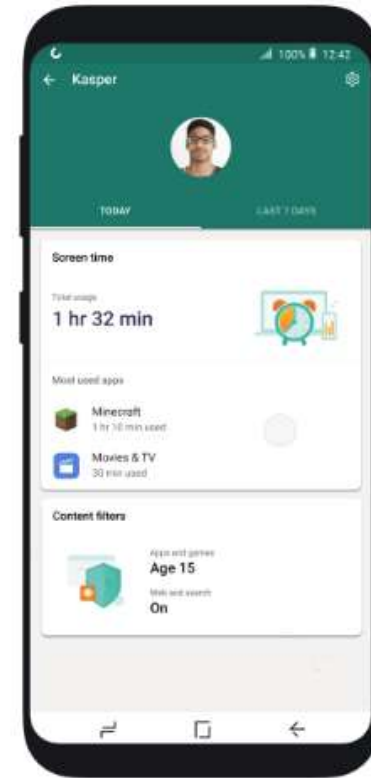 100% 12:42
Kasper
TODAY
LAST 7 DAYS
Screen time
Total usage
1 hr 32 min
Most used apps
Minecraft
1 hr 10 min used
Movies & TV
30 min used
Content filters
Apps and games
Age 15
Web and search
On